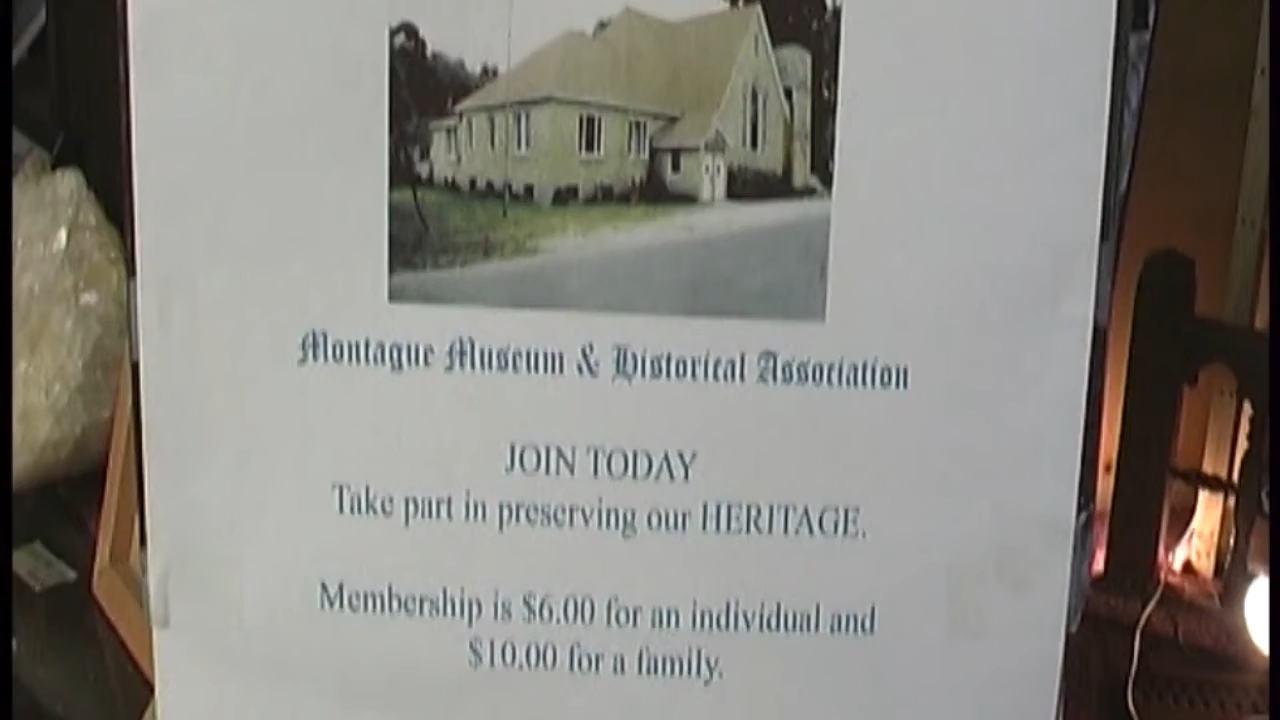 Montague Museum & Historical Association
JOIN TODAY
Take part in preserving our HERITAGE.
Membership is $6.00 for an individual and
$10.00 for a family.